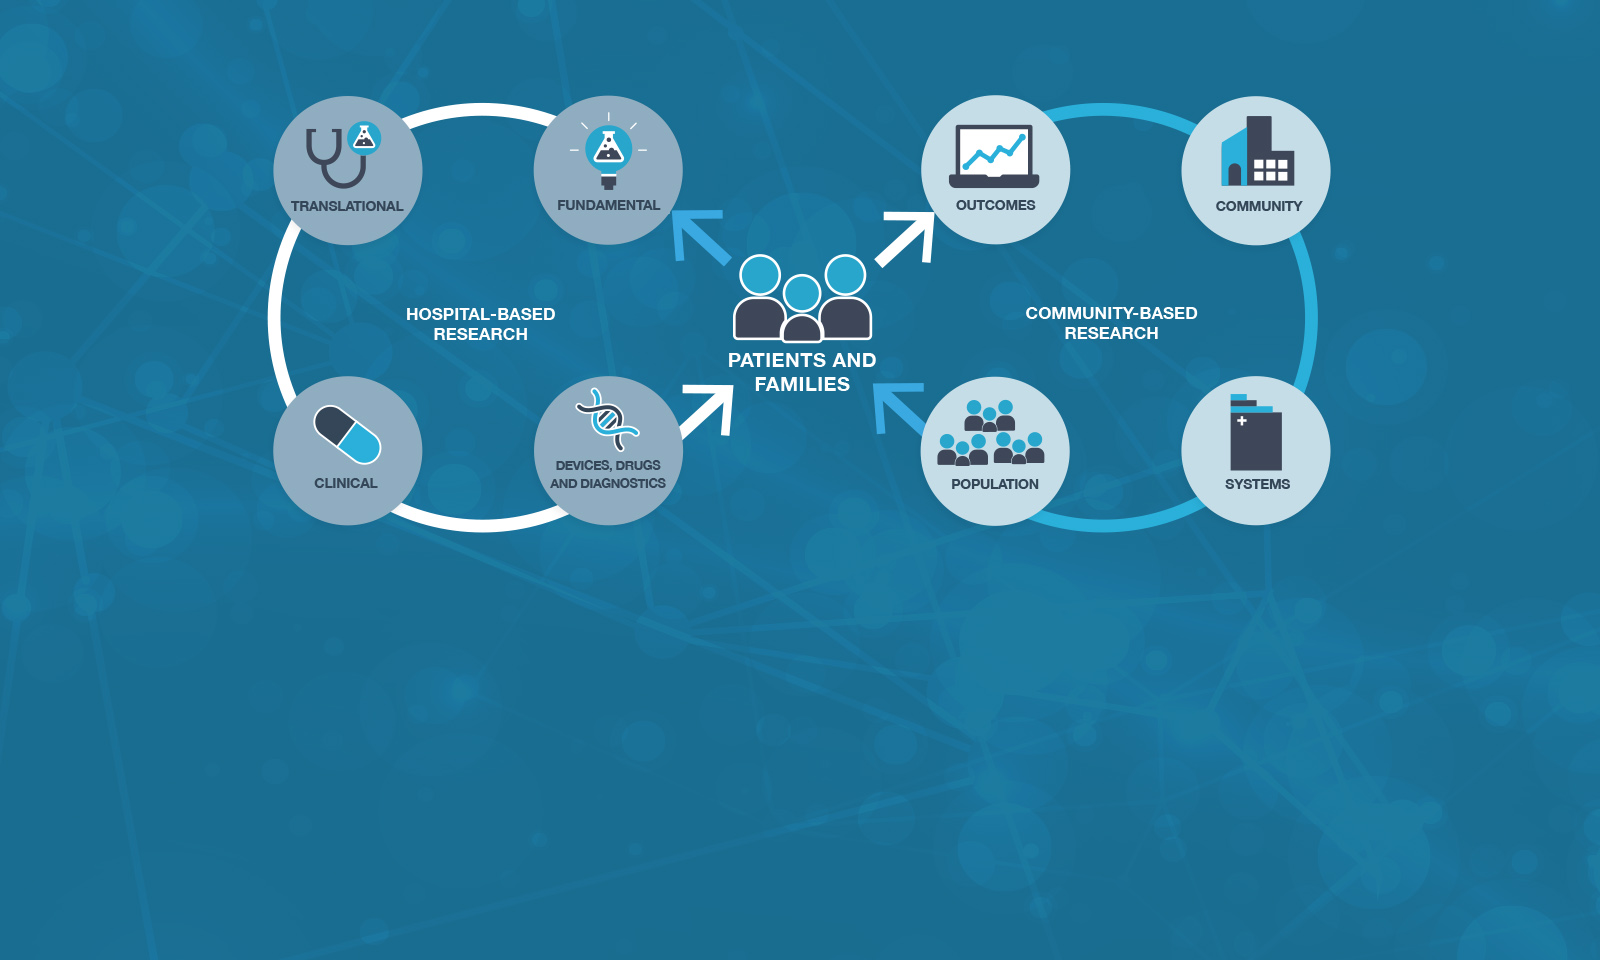 TRANSLATIONAL
FUNDAMENTAL
OUTCOMES
COMMUNITY
HOSPITAL-BASED
RESEARCH
COMMUNITY-BASED
RESEARCH
PATIENTS AND
FAMILIES
CLINICAL
DEVICES, DRUGS
AND DIAGNOSTICS
POPULATION
SYSTEMS